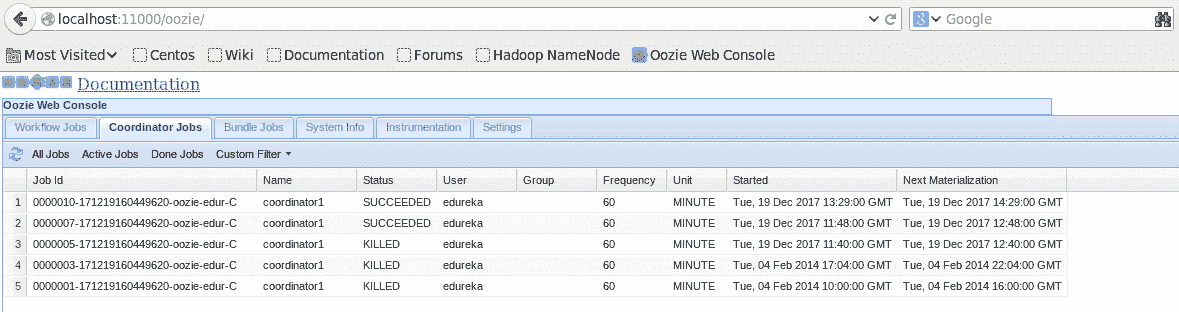 localhost:11000/oozie/ Google
Most Visited Centos Wiki Documentation Forums Hadoop NameNode Oozie Web Console
Documentation
Oozie Web Console
Workflow Jobs Coordinator Jobs Bundle Jobs System Info Instrumentation Settings
All Jobs Active Jobs Done Jobs Custom Filter
Job Id Name Status User Group Frequency Unit Started Next Materialization
1 0000010-171219160449620-oozie-edur-C coordinator1 SUCCEEDED edureka 60 MINUTE Tue, 19 Dec 2017 13:29:00 GMT Tue, 19 Dec 2017 14:29:00 GMT
2 0000007-171219160449620-oozie-edur-C coordinator1 SUCCEEDED edureka 60 MINUTE Tue, 19 Dec 2017 11:48:00 GMT Tue, 19 Dec 2017 12:48:00 GMT
3 0000005-171219160449620-oozie-edur-C coordinator1 KILLED edureka 60 MINUTE Tue, 19 Dec 2017 11:40:00 GMT Tue, 19 Dec 2017 12:40:00 GMT
4 0000003-171219160449620-oozie-edur-C coordinator1 KILLED edureka 60 MINUTE Tue, 04 Feb 2014 17:04:00 GMT Tue, 04 Feb 2014 22:04:00 GMT
5 0000001-171219160449620-oozie-edur-C coordinator1 KILLED edureka 60 MINUTE Tue, 04 Feb 2014 10:00:00 GMT Tue, 04 Feb 2014 16:00:00 GMT